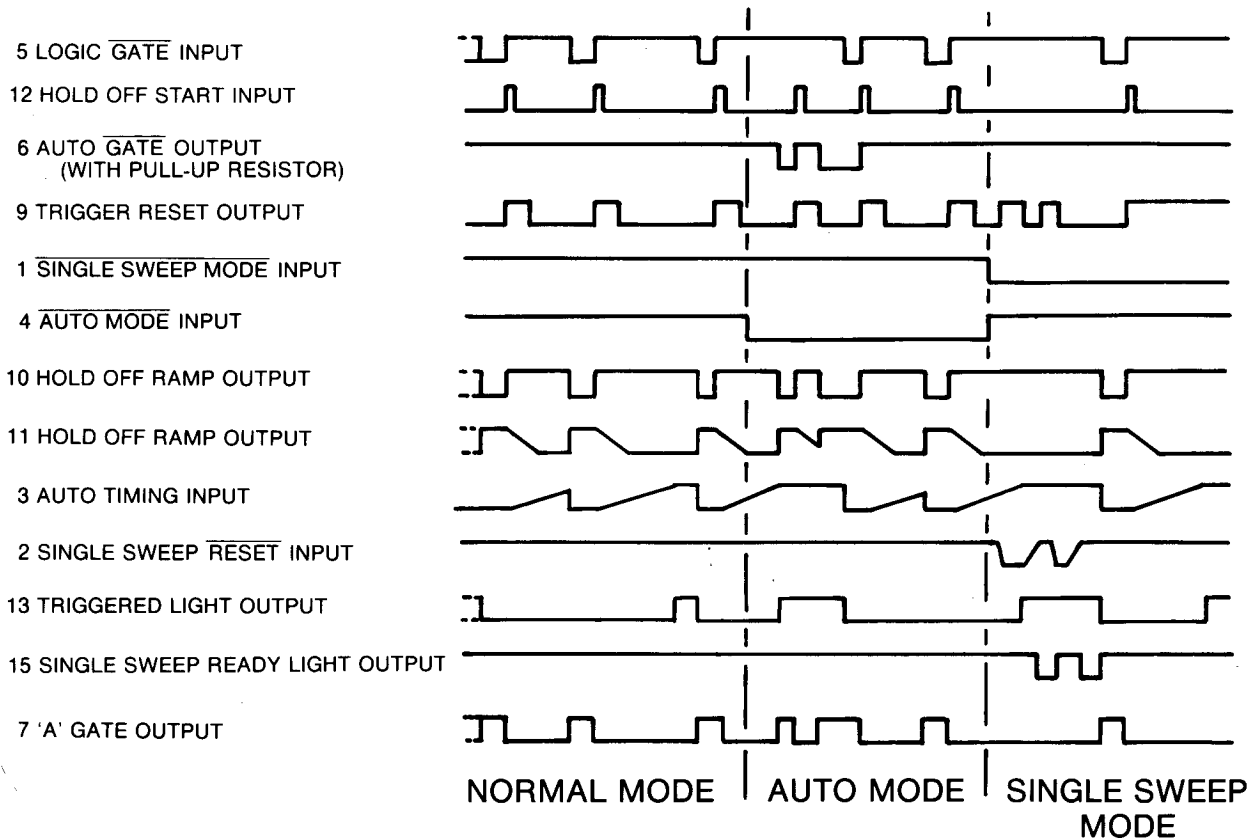 5 LOGIC GATE INPUT
12 HOLD OFF START INPUT
6 AUTO GATE OUTPUT
(WITH PULL-UP RESISTOR)
9 TRIGGER RESET OUTPUT
1 SINGLE SWEEP MODE INPUT
4 AUTO MODE INPUT
10 HOLD OFF RAMP OUTPUT
11 HOLD OFF RAMP OUTPUT
3 AUTO TIMING INPUT
2 SINGLE SWEEP RESET INPUT
13 TRIGGERED LIGHT OUTPUT
15 SINGLE SWEEP READY LIGHT OUTPUT
7 'A' GATE OUTPUT
NORMAL MODE
AUTO MODE
SINGLE SWEEP
MODE